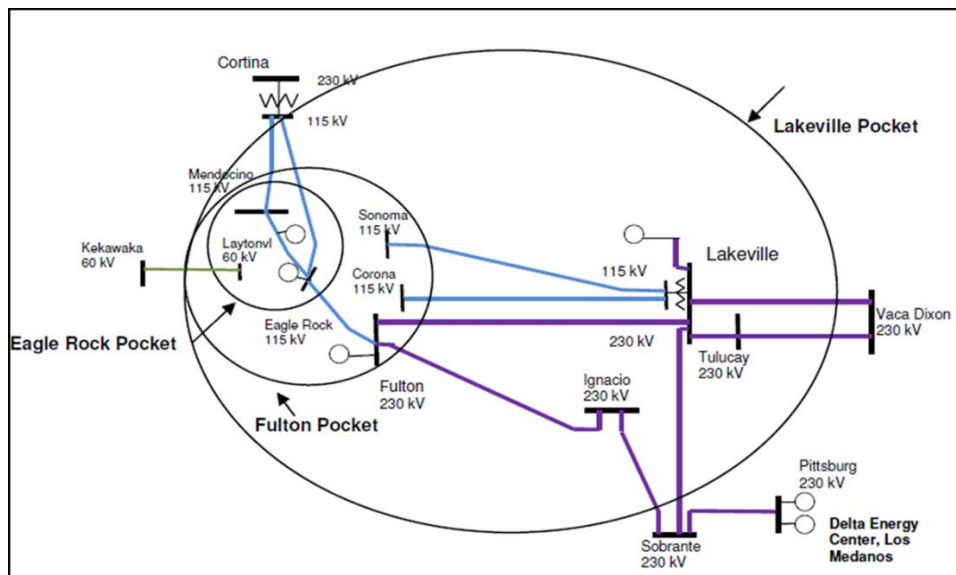 Cortina
230 kV
115 kV
Lakeville Pocket
Mendocino
115 kV
Sonoma
115 kV
Kekawaka
60 kV
Laytonvl
60 kV
Lakeville
115 kV
Corona
115 kV
Eagle Rock
115 kV
Vaca Dixon
230 kV
Eagle Rock Pocket
230 kV
Tulucay
230 kV
Fulton
230 kV
Ignacio
230 kV
Fulton Pocket
Pittsburg
230 kV
Delta Energy
Center, Los
Medanos
Sobrante
230 kV